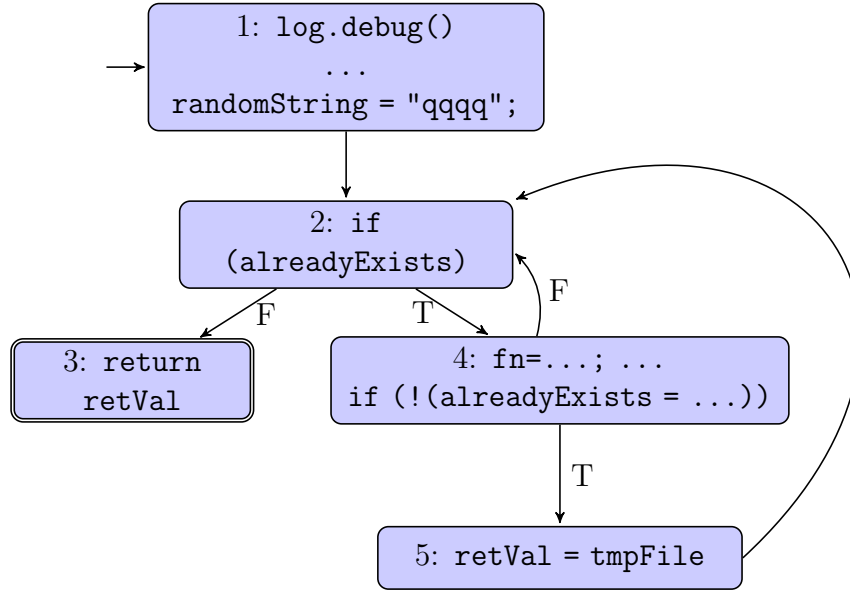 1: log.debug()
...
randomString = "qqqq";
2: if
(alreadyExists)
F
T
F
3: return
retVal
4: fn=...; ...
if (!(alreadyExists = ...))
T
5: retVal = tmpFile